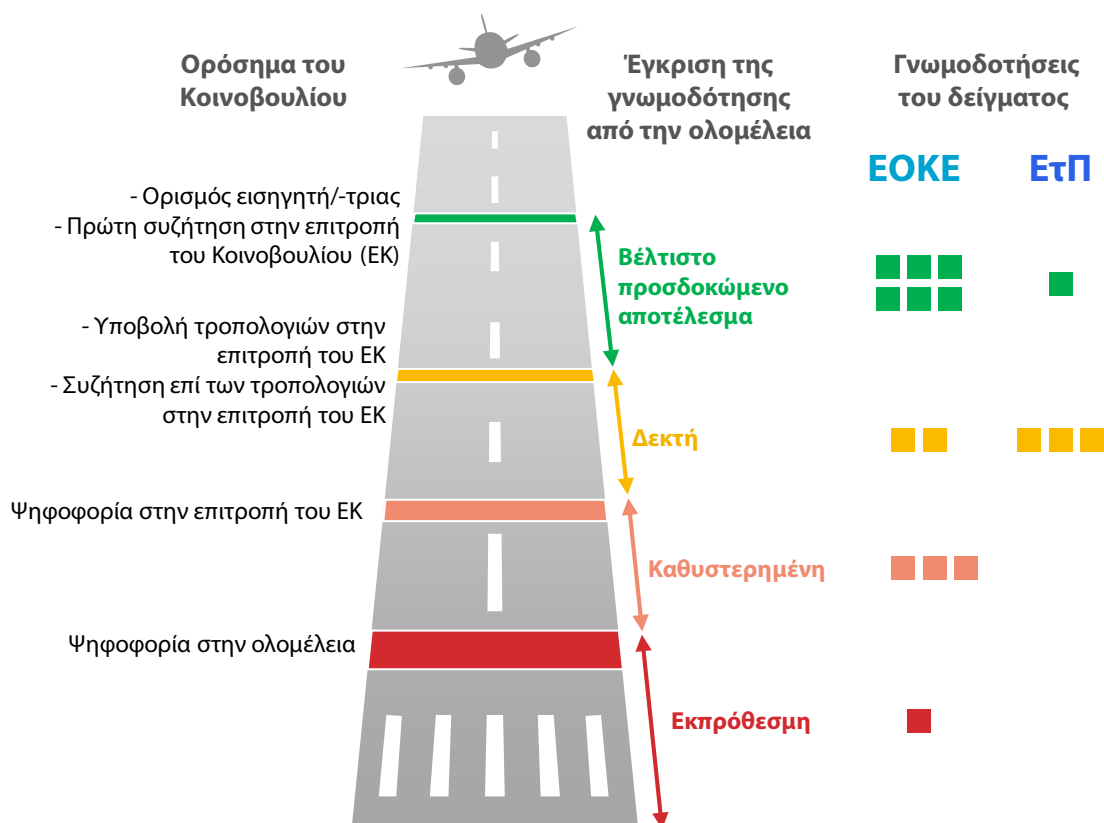 Ορόσημα του
Κοινοβουλίου
Έγκριση της
γνωμοδότησης
από την ολομέλεια
Γνωμοδοτήσεις
του δείγματος
ΕΟΚΕ
ΕτΠ
- Ορισμός εισηγητή/-τριας
- Πρώτη συζήτηση στην επιτροπή
του Κοινοβουλίου (ΕΚ)
Βέλτιστο
προσδοκώμενο
αποτέλεσμα
- Υποβολή τροπολογιών στην
επιτροπή του ΕΚ
- Συζήτηση επί των τροπολογιών
στην επιτροπή του ΕΚ
Δεκτή
Ψηφοφορία στην επιτροπή του ΕΚ
Καθυστερημένη
Ψηφοφορία στην ολομέλεια
Εκπρόθεσμη